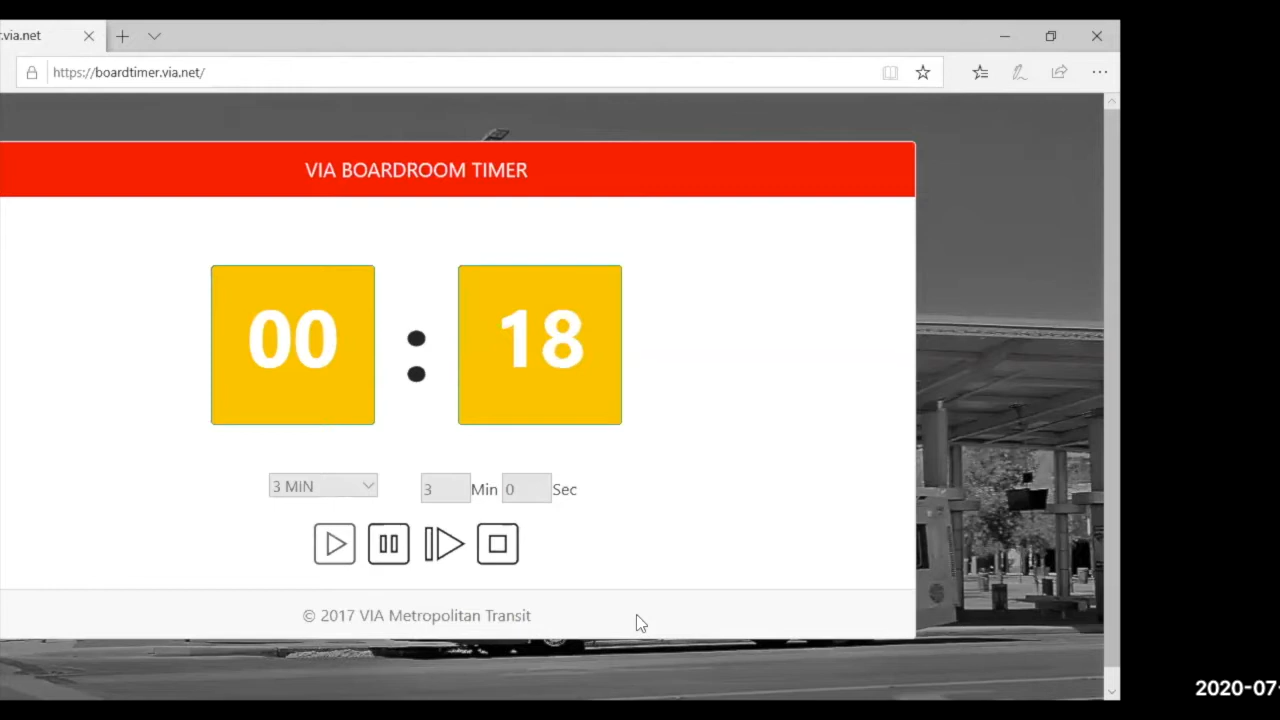 r.via.net
https://boardtimer.via.net/
VIA BOARDROOM TIMER
00 : 18
3 MIN 3 Min 0 Sec
© 2017 VIA Metropolitan Transit
2020-07-